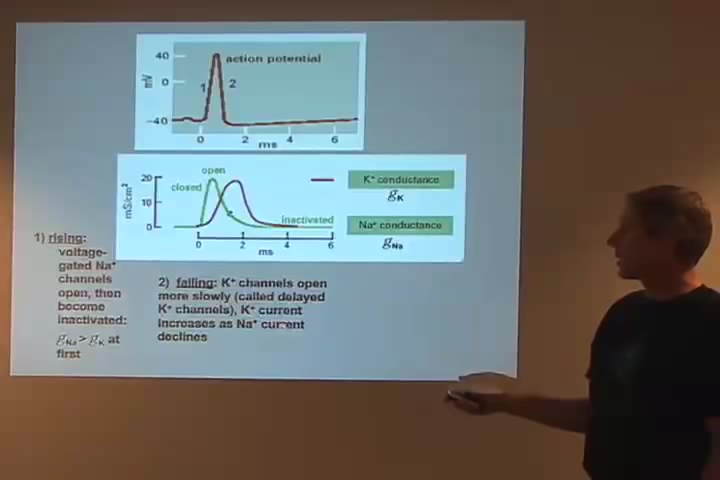 40
action potential
mV
0
1
2
-40
0
2
4
6
ms
open
20
closed
K⁺ conductance
gK
mS/cm²
10
inactivated
Na⁺ conductance
gNa
0
0
2
4
6
ms
1) rising:
voltage-
gated Na⁺
channels
open, then
become
inactivated:
gNa > gK at
first
2) falling: K⁺ channels open
more slowly (called delayed
K⁺ channels), K⁺ current
increases as Na⁺ current
declines